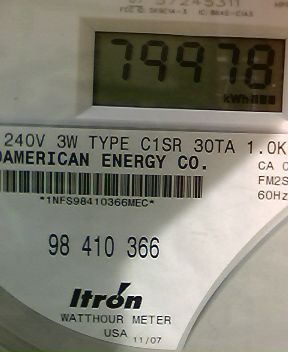 79978
kWh
240V 3W TYPE C1SR 30TA 1.0K
DAMERICAN ENERGY CO.
CA
*1NFS98410366MEC*
FM2S
60Hz
98 410 366
Itron
WATTHOUR METER
USA 11/07